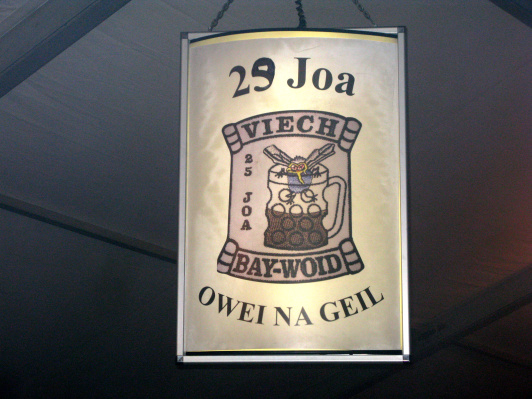 29 Joa
VIECH
25 JOA
BAY-WOID
OWEI NA GEIL